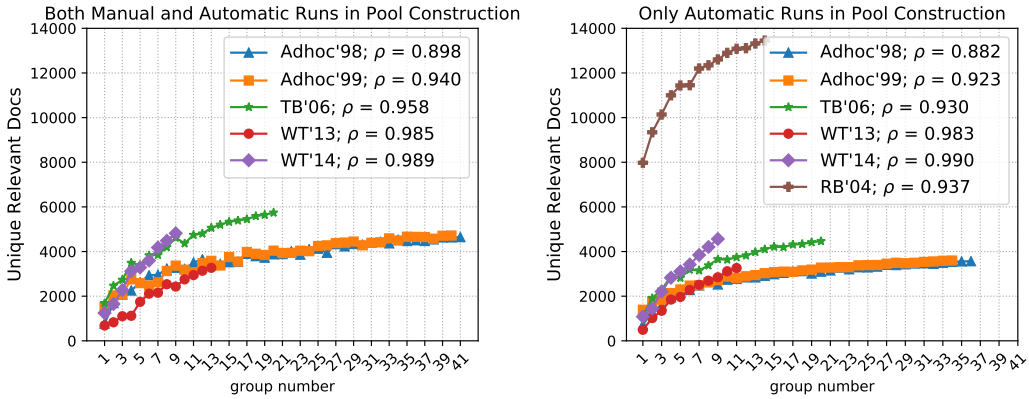 Both Manual and Automatic Runs in Pool Construction
Unique Relevant Docs
14000
12000
10000
8000
6000
4000
2000
0
Adhoc'98; ρ = 0.898
Adhoc'99; ρ = 0.940
TB'06; ρ = 0.958
WT'13; ρ = 0.985
WT'14; ρ = 0.989
1 3 5 7 9 11 13 15 17 19 21 23 25 27 29 31 33 35 37 39 41
group number
Only Automatic Runs in Pool Construction
Unique Relevant Docs
14000
12000
10000
8000
6000
4000
2000
0
Adhoc'98; ρ = 0.882
Adhoc'99; ρ = 0.923
TB'06; ρ = 0.930
WT'13; ρ = 0.983
WT'14; ρ = 0.990
RB'04; ρ = 0.937
1 3 5 7 9 11 13 15 17 19 21 23 25 27 29 31 33 35 37 39 41
group number